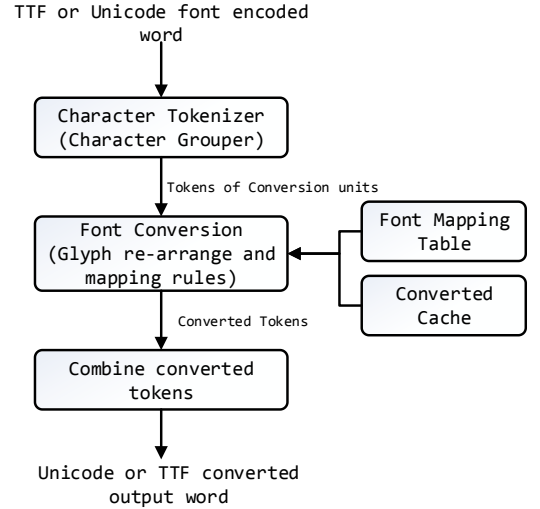 TTF or Unicode font encoded
word
Character Tokenizer
(Character Grouper)
Tokens of Conversion units
Font Conversion
(Glyph re-arrange and
mapping rules)
Font Mapping
Table
Converted
Cache
Converted Tokens
Combine converted
tokens
Unicode or TTF converted
output word